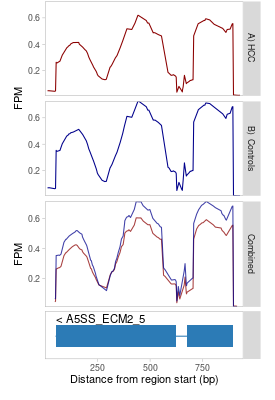 0.6
0.4
0.2
FPM
A) HCC
0.6
0.4
0.2
FPM
B) Controls
0.6
0.4
0.2
FPM
Combined
< A5SS_ECM2_5
250 500 750
Distance from region start (bp)